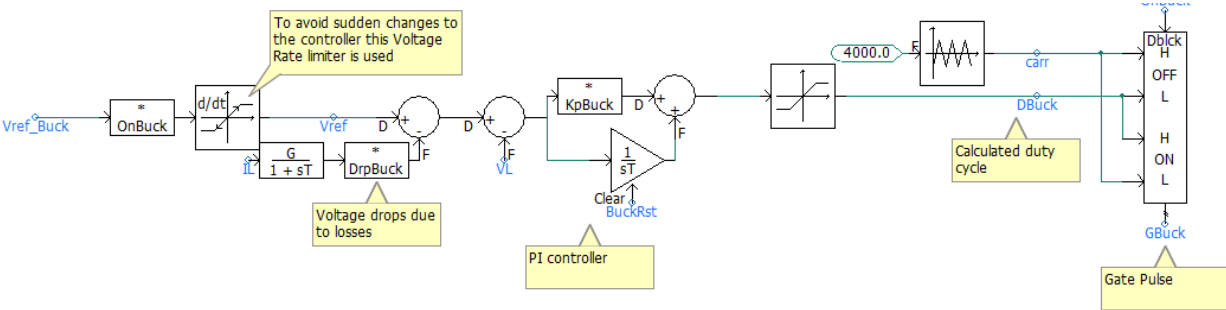 To avoid sudden changes to
the controller this Voltage
Rate limiter is used
Dblck
4000.0
F
carr
H
OFF
L
*
KpBuck
D
+
+
F
d/dt
*
OnBuck
Vref_Buck
Vref
D
+
-
F
D
+
-
F
VL
IL
G
1 + sT
*
DrpBuck
1
sT
Clear
BuckRst
DBuck
H
ON
L
Calculated duty
cycle
Voltage drops due
to losses
PI controller
GBuck
Gate Pulse